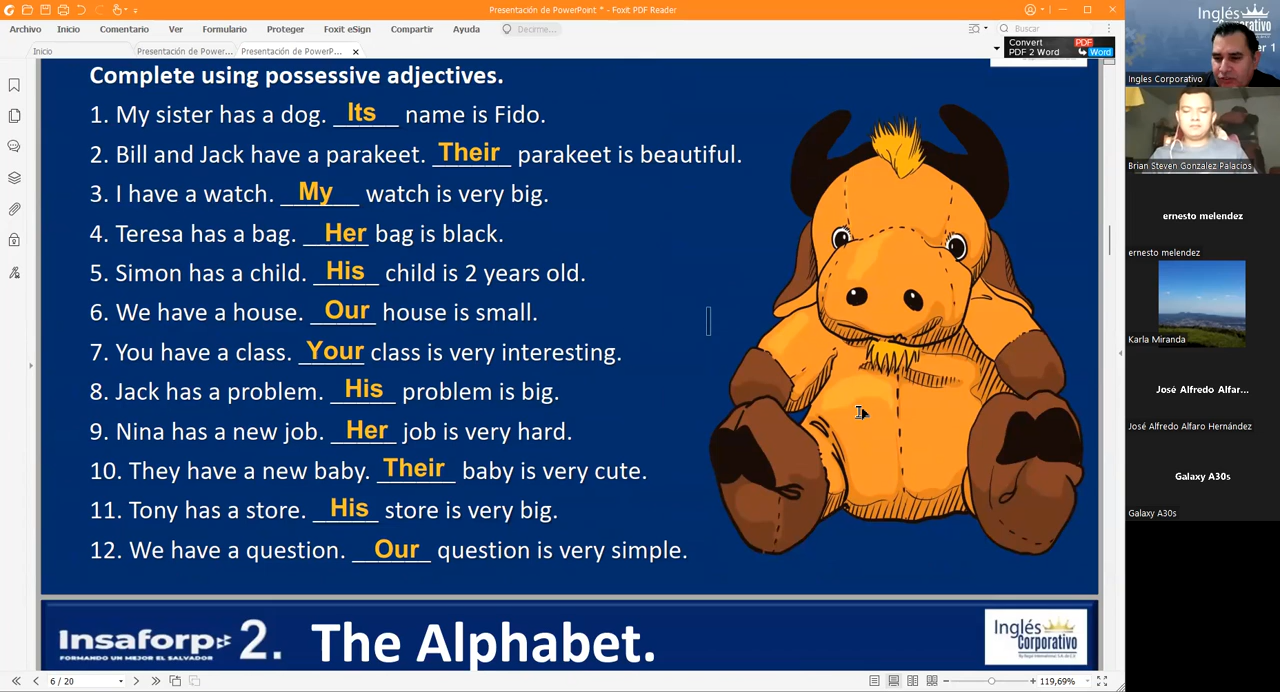 Presentación de PowerPoint * - Foxit PDF Reader
Archivo Inicio Comentario Ver Formulario Proteger Foxit eSign Compartir Ayuda Decirme... Buscar
Inicio Presentación de Power... Presentación de PowerP...
Convert PDF
PDF 2 Word Word
Complete using possessive adjectives.
1. My sister has a dog. Its name is Fido.
2. Bill and Jack have a parakeet. Their parakeet is beautiful.
3. I have a watch. My watch is very big.
4. Teresa has a bag. Her bag is black.
5. Simon has a child. His child is 2 years old.
6. We have a house. Our house is small.
7. You have a class. Your class is very interesting.
8. Jack has a problem. His problem is big.
9. Nina has a new job. Her job is very hard.
10. They have a new baby. Their baby is very cute.
11. Tony has a store. His store is very big.
12. We have a question. Our question is very simple.
Insaforp 2. The Alphabet.
FORMANDO UN MEJOR EL SALVADOR
Inglés
Corporativo
6 / 20
119,69%
Inglés
Corporativo
Ingles Corporativo
Brian Steven Gonzalez Palacios
ernesto melendez
ernesto melendez
Karla Miranda
José Alfredo Alfar...
José Alfredo Alfaro Hernández
Galaxy A30s
Galaxy A30s